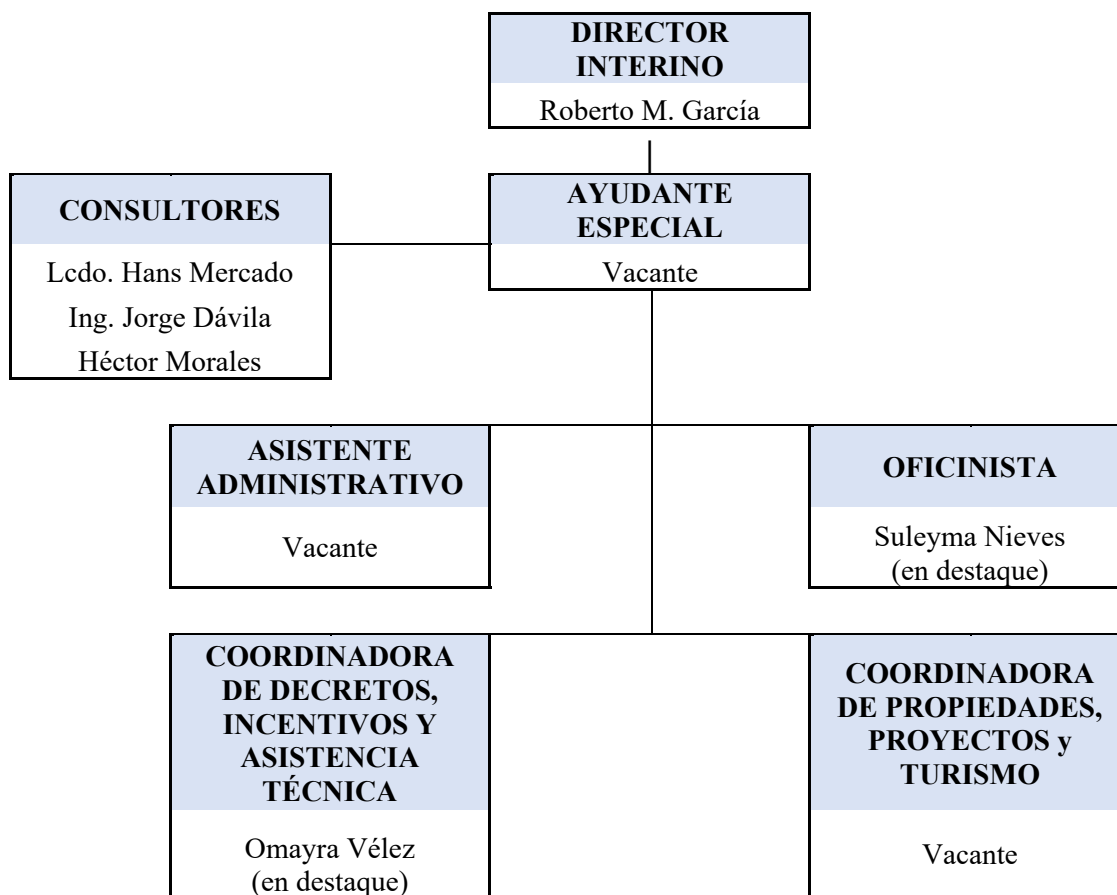 DIRECTOR
INTERINO
Roberto M. García
CONSULTORES
Lcdo. Hans Mercado
Ing. Jorge Dávila
Héctor Morales
AYUDANTE
ESPECIAL
Vacante
ASISTENTE
ADMINISTRATIVO
Vacante
OFICINISTA
Suleyma Nieves
(en destaque)
COORDINADORA
DE DECRETOS,
INCENTIVOS Y
ASISTENCIA
TÉCNICA
Omayra Vélez
(en destaque)
COORDINADORA
DE PROPIEDADES,
PROYECTOS y
TURISMO
Vacante